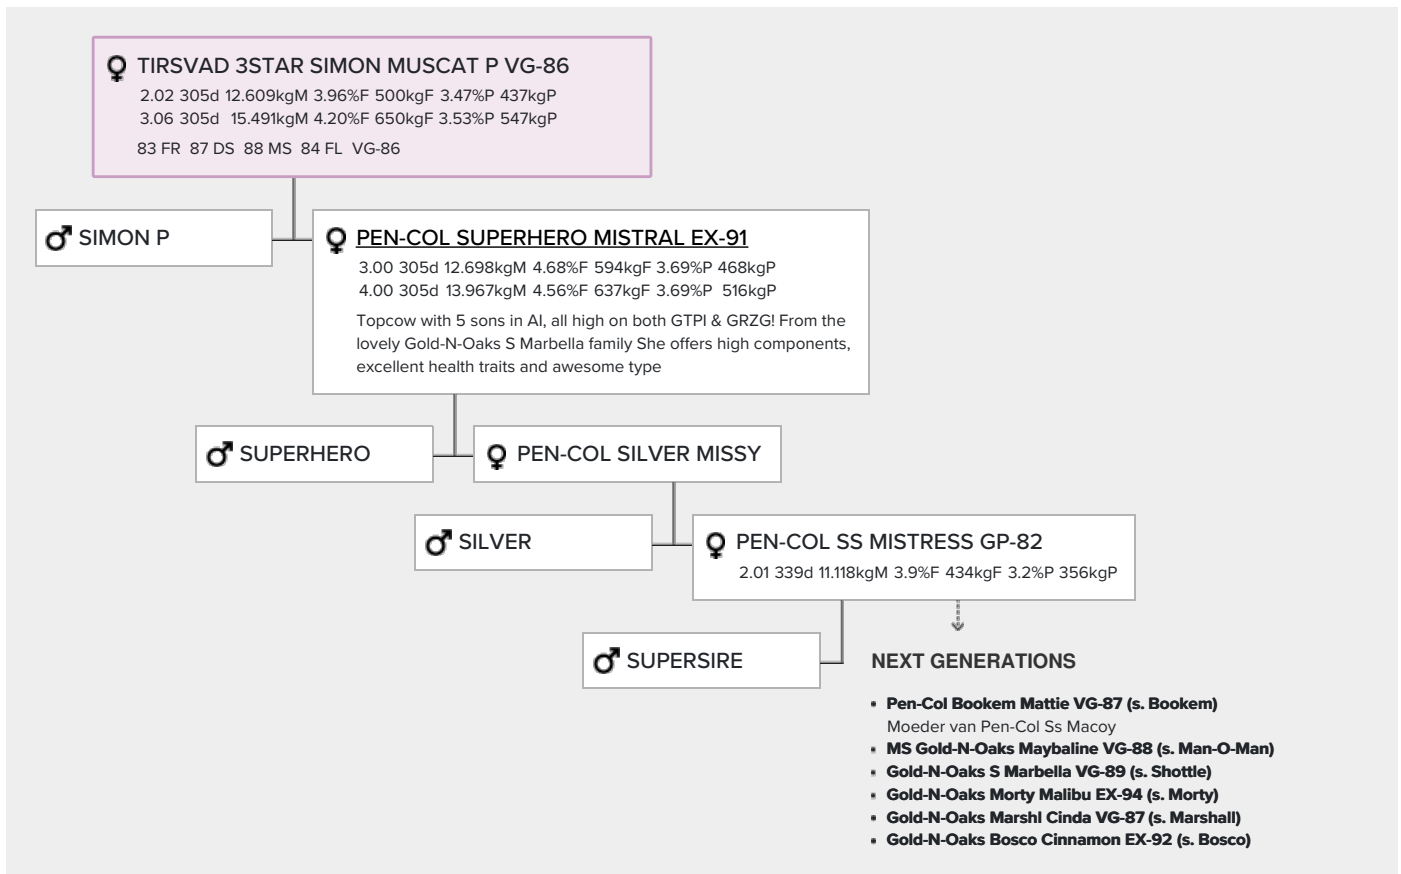 TIRSVAD 3STAR SIMON MUSCAT P VG-86
2.02 305d 12.609kgM 3.96%F 500kgF 3.47%P 437kgP
3.06 305d 15.491kgM 4.20%F 650kgF 3.53%P 547kgP
83 FR 87 DS 88 MS 84 FL VG-86
SIMON P
PEN-COL SUPERHERO MISTRAL EX-91
3.00 305d 12.698kgM 4.68%F 594kgF 3.69%P 468kgP
4.00 305d 13.967kgM 4.56%F 637kgF 3.69%P 516kgP
Topcow with 5 sons in AI, all high on both GTPI & GRZG! From the
lovely Gold-N-Oaks S Marbella family She offers high components,
excellent health traits and awesome type
SUPERHERO
PEN-COL SILVER MISSY
SILVER
PEN-COL SS MISTRESS GP-82
2.01 339d 11.118kgM 3.9%F 434kgF 3.2%P 356kgP
SUPERSIRE
NEXT GENERATIONS
• Pen-Col Bookem Mattie VG-87 (s. Bookem)
Moeder van Pen-Col Ss Macoy
• MS Gold-N-Oaks Maybaline VG-88 (s. Man-O-Man)
• Gold-N-Oaks S Marbella VG-89 (s. Shottle)
• Gold-N-Oaks Morty Malibu EX-94 (s. Morty)
• Gold-N-Oaks Marshl Cinda VG-87 (s. Marshall)
• Gold-N-Oaks Bosco Cinnamon EX-92 (s. Bosco)